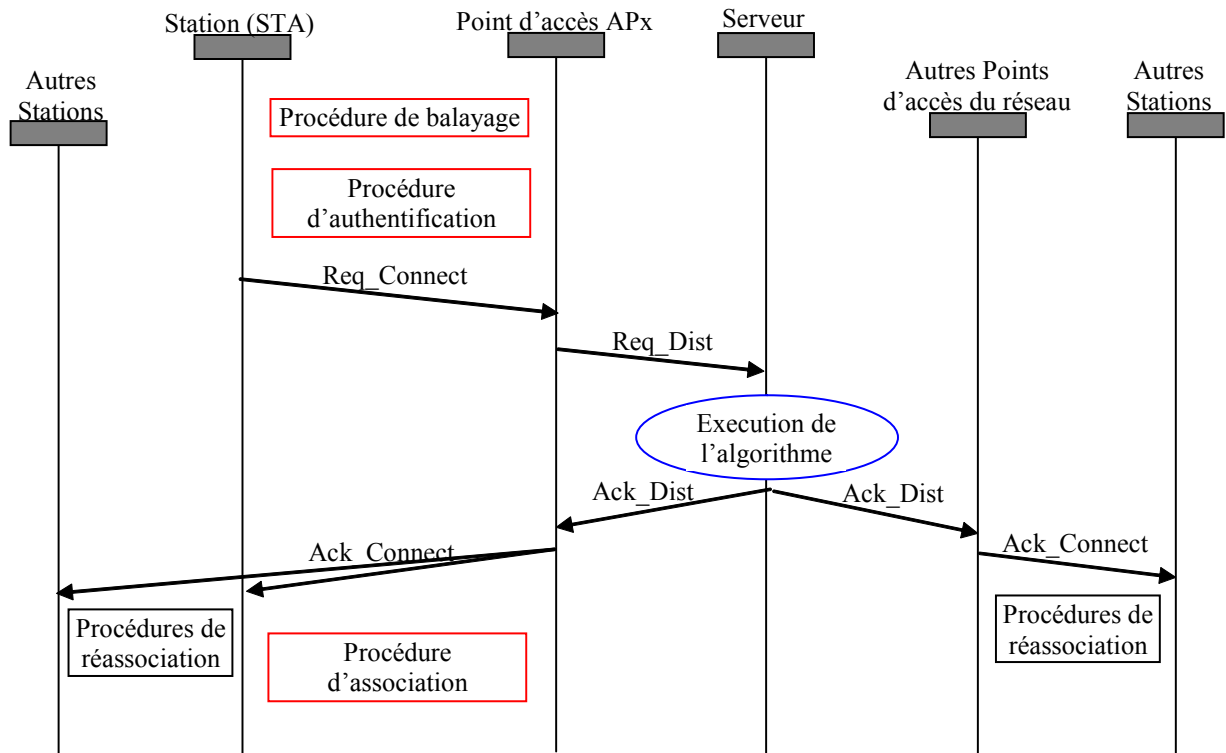 Station (STA)
Point d'accès APx
Serveur
Autres
Stations
Autres Points
d'accès du réseau
Autres
Stations
Procédure de balayage
Procédure
d'authentification
Req_Connect
Req_Dist
Execution de
l'algorithme
Ack_Dist
Ack_Dist
Ack_Connect
Ack_Connect
Procédures de
réassociation
Procédure
d'association
Procédures de
réassociation